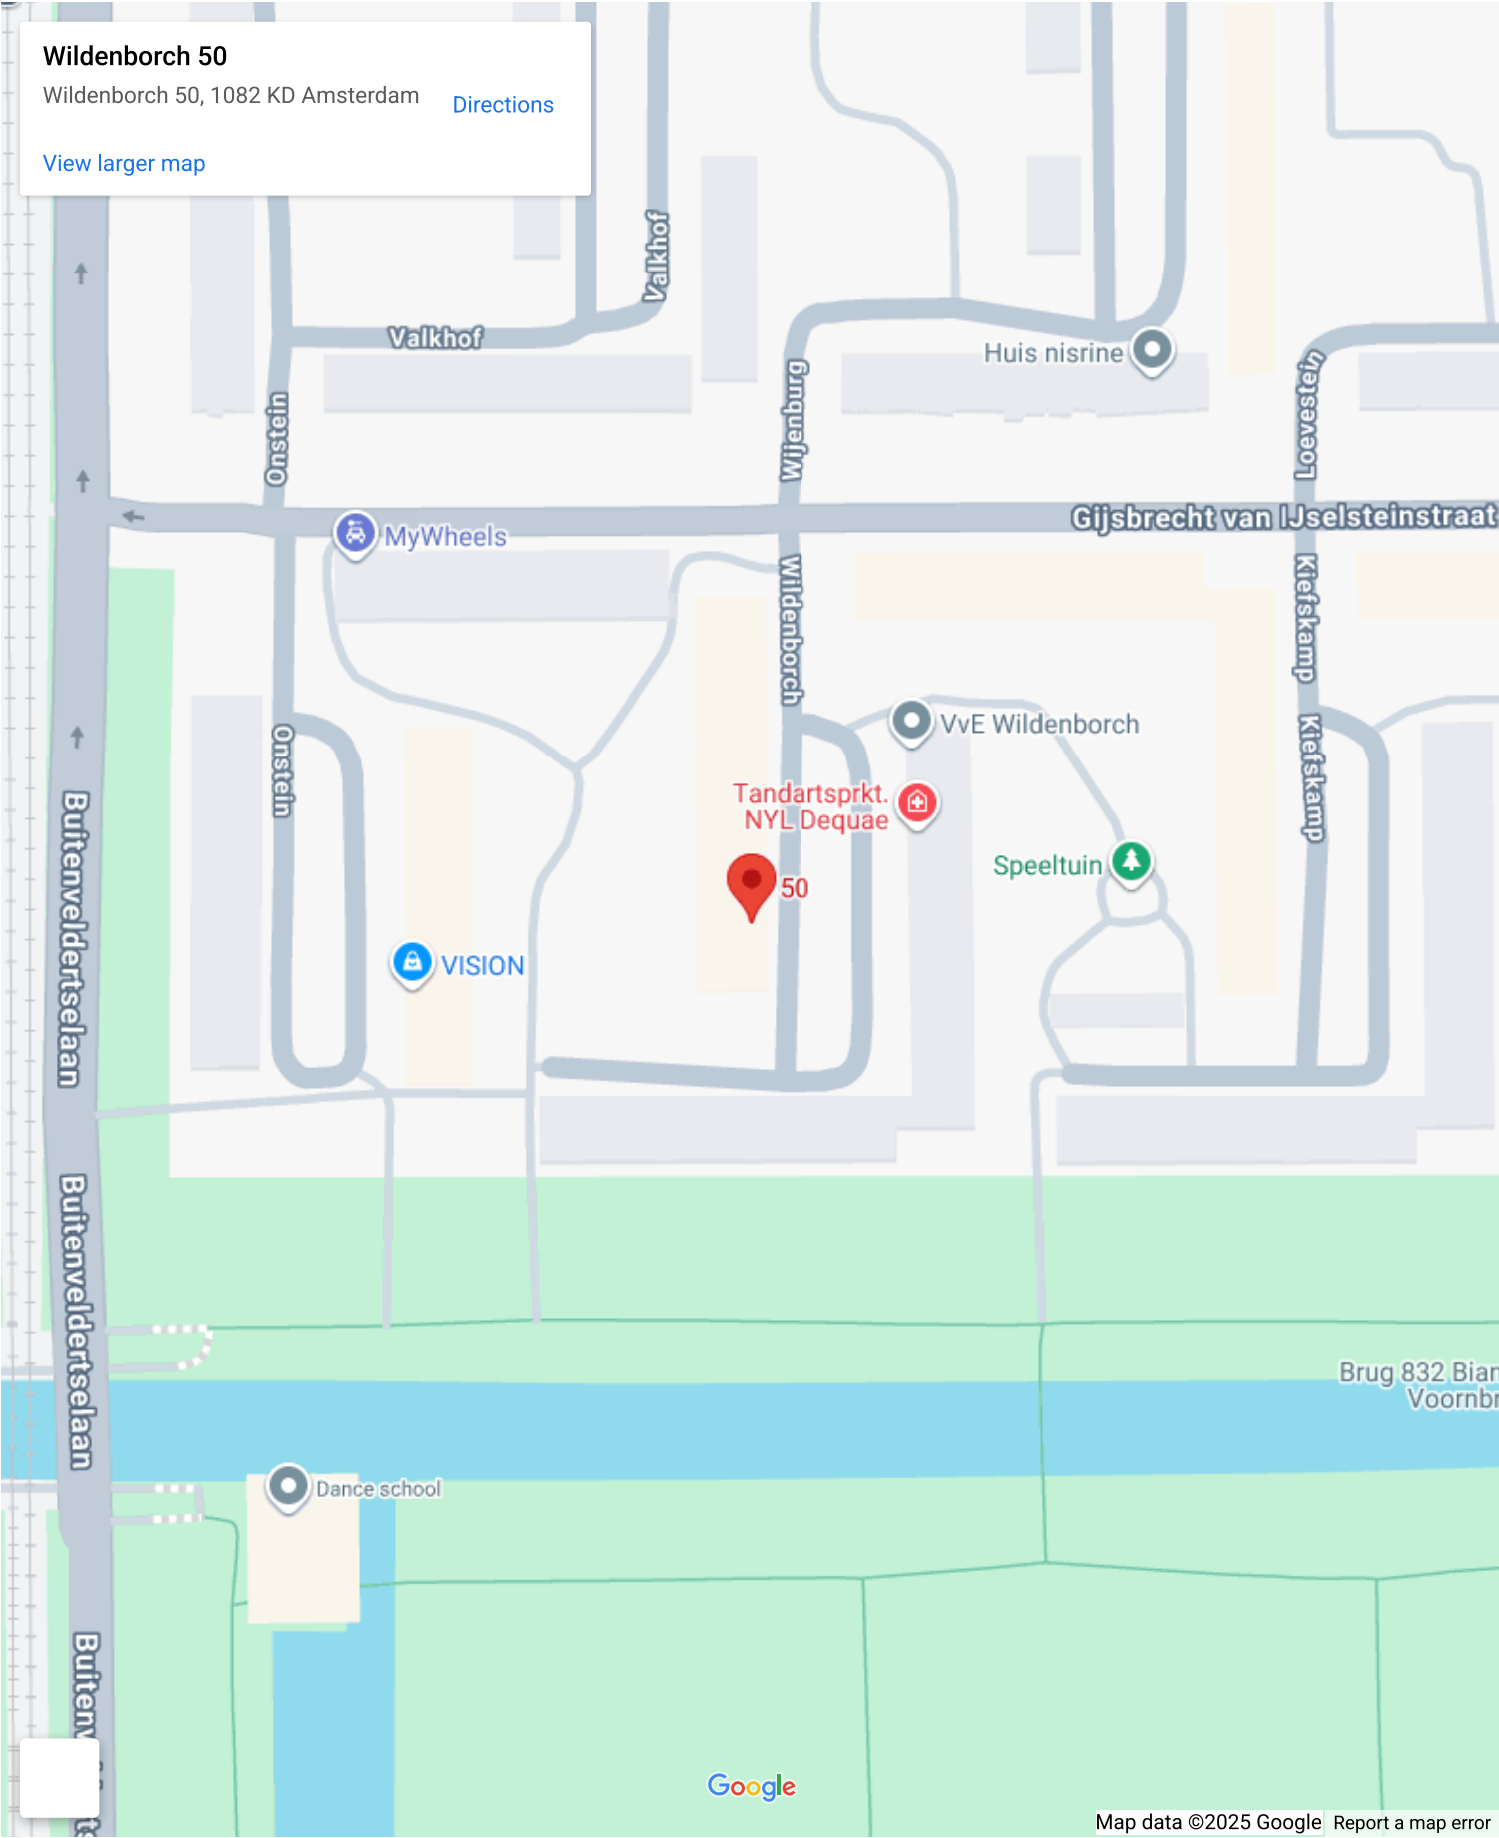 Wildenborch 50
Wildenborch 50, 1082 KD Amsterdam
Directions
View larger map
Valkhof
Valkhof
Huis nisrine
Onstein
Wijenburg
Loevestein
Gijsbrecht van IJselsteinstraat
MyWheels
Wildenborch
Kiefskamp
VvE Wildenborch
Onstein
Kiefskamp
Tandartsprkt.
NYL Dequae
Speeltuin
50
Buitenveldertselaan
VISION
Buitenveldertselaan
Brug 832 Bian
Voornbr
Dance school
Buitenv
Google
Map data ©2025 Google
Report a map error